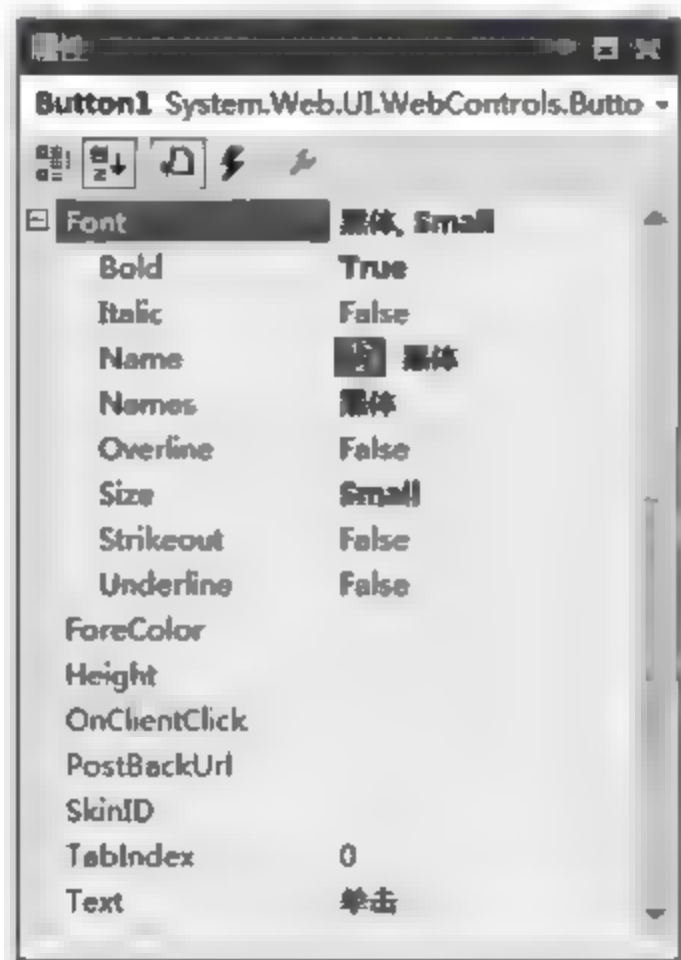 属性
Button1 System.Web.UI.WebControls.Butto
Font 黑体, Small
Bold True
Italic False
Name 黑体
Names 黑体
Overline False
Size Small
Strikeout False
Underline False
ForeColor
Height
OnClientClick
PostBackUrl
SkinID
TabIndex 0
Text 单击